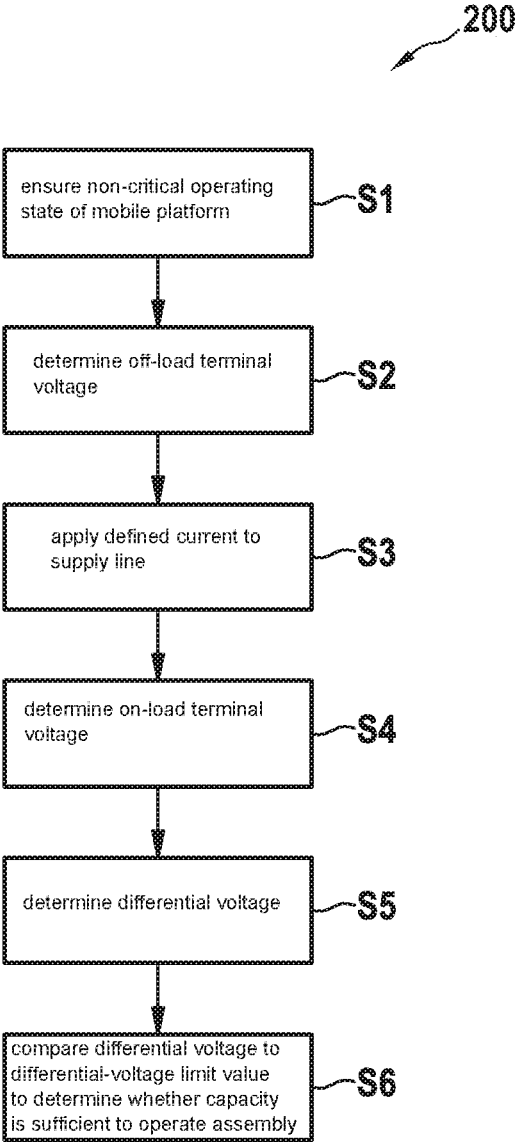 200
ensure non-critical operating
state of mobile platform
S1
determine off-load terminal
voltage
S2
apply defined current to
supply line
S3
determine on-load terminal
voltage
S4
determine differential voltage
S5
compare differential voltage to
differential-voltage limit value
to determine whether capacity
is sufficient to operate assembly
S6